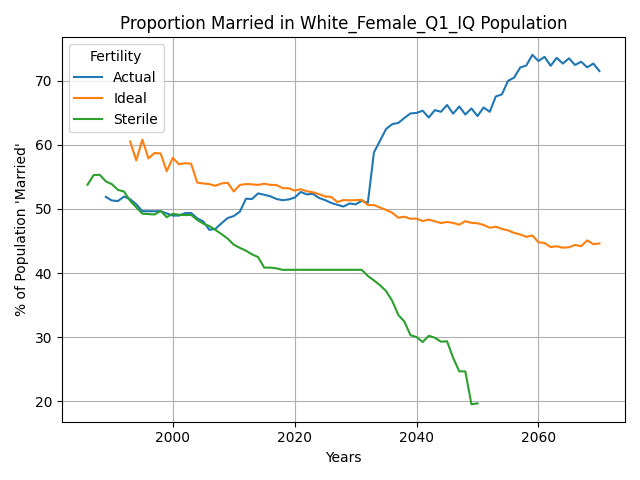 Proportion Married in White_Female_Q1_IQ Population
Fertility
Actual
Ideal
Sterile
% of Population 'Married'
70
60
50
40
30
20
2000
2020
2040
2060
Years